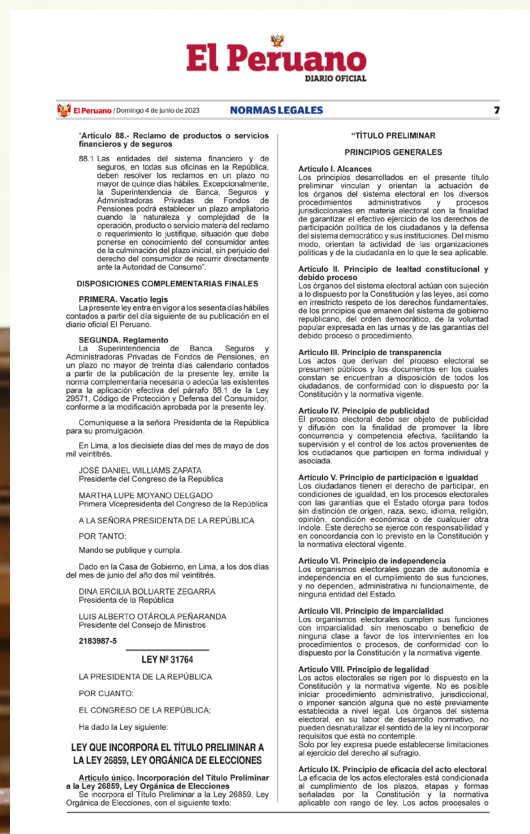 El Peruano
DIARIO OFICIAL
El Peruano / Domingo 4 de junio de 2023
NORMAS LEGALES
7
"Artículo 88.- Reclamo de productos o servicios
financieros y de seguros
88.1 Las entidades del sistema financiero y de
seguros, en todas sus oficinas en la República,
deben resolver los reclamos en un plazo no
mayor de quince días hábiles. Excepcionalmente,
la Superintendencia de Banca, Seguros y
Administradoras Privadas de Fondos de
Pensiones podrá establecer un plazo ampliatorio
cuando la naturaleza y complejidad de la
operación, producto o servicio materia del reclamo
o requerimiento lo justifique, situación que debe
ponerse en conocimiento del consumidor antes
de la culminación del plazo inicial, sin perjuicio del
derecho del consumidor de recurrir directamente
ante la Autoridad de Consumo".
DISPOSICIONES COMPLEMENTARIAS FINALES
PRIMERA. Vacatio legis
La presente ley entra en vigor a los sesenta días hábiles
contados a partir del día siguiente de su publicación en el
diario oficial El Peruano.
SEGUNDA. Reglamento
La Superintendencia de Banca, Seguros y
Administradoras Privadas de Fondos de Pensiones, en
un plazo no mayor de treinta días calendario contados
a partir de la publicación de la presente ley, emite la
norma complementaria necesaria o adecúa las existentes
para la aplicación efectiva del párrafo 88.1 de la Ley
29571, Código de Protección y Defensa del Consumidor,
conforme a la modificación aprobada por la presente ley.
Comuníquese a la señora Presidenta de la República
para su promulgación.
En Lima, a los diecisiete días del mes de mayo de dos
mil veintitrés.
JOSÉ DANIEL WILLIAMS ZAPATA
Presidente del Congreso de la República
MARTHA LUPE MOYANO DELGADO
Primera Vicepresidenta del Congreso de la República
A LA SEÑORA PRESIDENTA DE LA REPÚBLICA
POR TANTO:
Mando se publique y cumpla.
Dado en la Casa de Gobierno, en Lima, a los dos días
del mes de junio del año dos mil veintitrés.
DINA ERCILIA BOLUARTE ZEGARRA
Presidenta de la República
LUIS ALBERTO OTÁROLA PEÑARANDA
Presidente del Consejo de Ministros
2183987-5
LEY Nº 31764
LA PRESIDENTA DE LA REPÚBLICA
POR CUANTO:
EL CONGRESO DE LA REPÚBLICA;
Ha dado la Ley siguiente:
LEY QUE INCORPORA EL TÍTULO PRELIMINAR A
LA LEY 26859, LEY ORGÁNICA DE ELECCIONES
Artículo único. Incorporación del Título Preliminar
a la Ley 26859, Ley Orgánica de Elecciones
Se incorpora el Título Preliminar a la Ley 26859, Ley
Orgánica de Elecciones, con el siguiente texto:
"TÍTULO PRELIMINAR
PRINCIPIOS GENERALES
Artículo I. Alcances
Los principios desarrollados en el presente título
preliminar vinculan y orientan la actuación de
los órganos del sistema electoral en los diversos
procedimientos administrativos y procesos
jurisdiccionales en materia electoral con la finalidad
de garantizar el efectivo ejercicio de los derechos de
participación política de los ciudadanos y la defensa
del sistema democrático y sus instituciones. Del mismo
modo, orientan la actividad de las organizaciones
políticas y de la ciudadanía en lo que le sea aplicable.
Artículo II. Principio de lealtad constitucional y
debido proceso
Los órganos del sistema electoral actúan con sujeción
a lo dispuesto por la Constitución y las leyes, así como
en irrestricto respeto de los derechos fundamentales,
de los principios que emanen del sistema de gobierno
republicano, del orden democrático, de la voluntad
popular expresada en las urnas y de las garantías del
debido proceso o procedimiento.
Artículo III. Principio de transparencia
Los actos que derivan del proceso electoral se
presumen públicos y los documentos en los cuales
constan se encuentran a disposición de todos los
ciudadanos, de conformidad con lo dispuesto por la
Constitución y la normativa vigente.
Artículo IV. Principio de publicidad
El proceso electoral debe ser objeto de publicidad
y difusión con la finalidad de promover la libre
concurrencia y competencia efectiva, facilitando la
supervisión y el control de los actos provenientes de
los ciudadanos que participen en forma individual y
asociada.
Artículo V. Principio de participación e igualdad
Los ciudadanos tienen el derecho de participar, en
condiciones de igualdad, en los procesos electorales
con las garantías que el Estado otorga para todos
sin distinción de origen, raza, sexo, idioma, religión,
opinión, condición económica o de cualquier otra
índole. Este derecho se ejerce con responsabilidad y
en concordancia con lo previsto en la Constitución y
la normativa electoral vigente.
Artículo VI. Principio de independencia
Los organismos electorales gozan de autonomía e
independencia en el cumplimiento de sus funciones,
y no dependen, administrativa ni funcionalmente, de
ninguna entidad del Estado.
Artículo VII. Principio de imparcialidad
Los organismos electorales cumplen sus funciones
con imparcialidad, sin menoscabo o beneficio de
ninguna clase a favor de los intervinientes en los
procedimientos o procesos, de conformidad con lo
dispuesto por la Constitución y la normativa vigente.
Artículo VIII. Principio de legalidad
Los actos electorales se rigen por lo dispuesto en la
Constitución y la normativa vigente. No es posible
iniciar procedimiento administrativo, jurisdiccional,
o imponer sanción alguna que no esté previamente
establecida a nivel legal. Los órganos del sistema
electoral, en su labor de desarrollo normativo, no
pueden desnaturalizar el sentido de la ley ni incorporar
requisitos que esta no contemple.
Solo por ley expresa puede establecerse limitaciones
al ejercicio del derecho al sufragio.
Artículo IX. Principio de eficacia del acto electoral
La eficacia de los actos electorales está condicionada
al cumplimiento de los plazos, etapas y formas
señaladas por la Constitución y la normativa
aplicable con rango de ley. Los actos procesales o